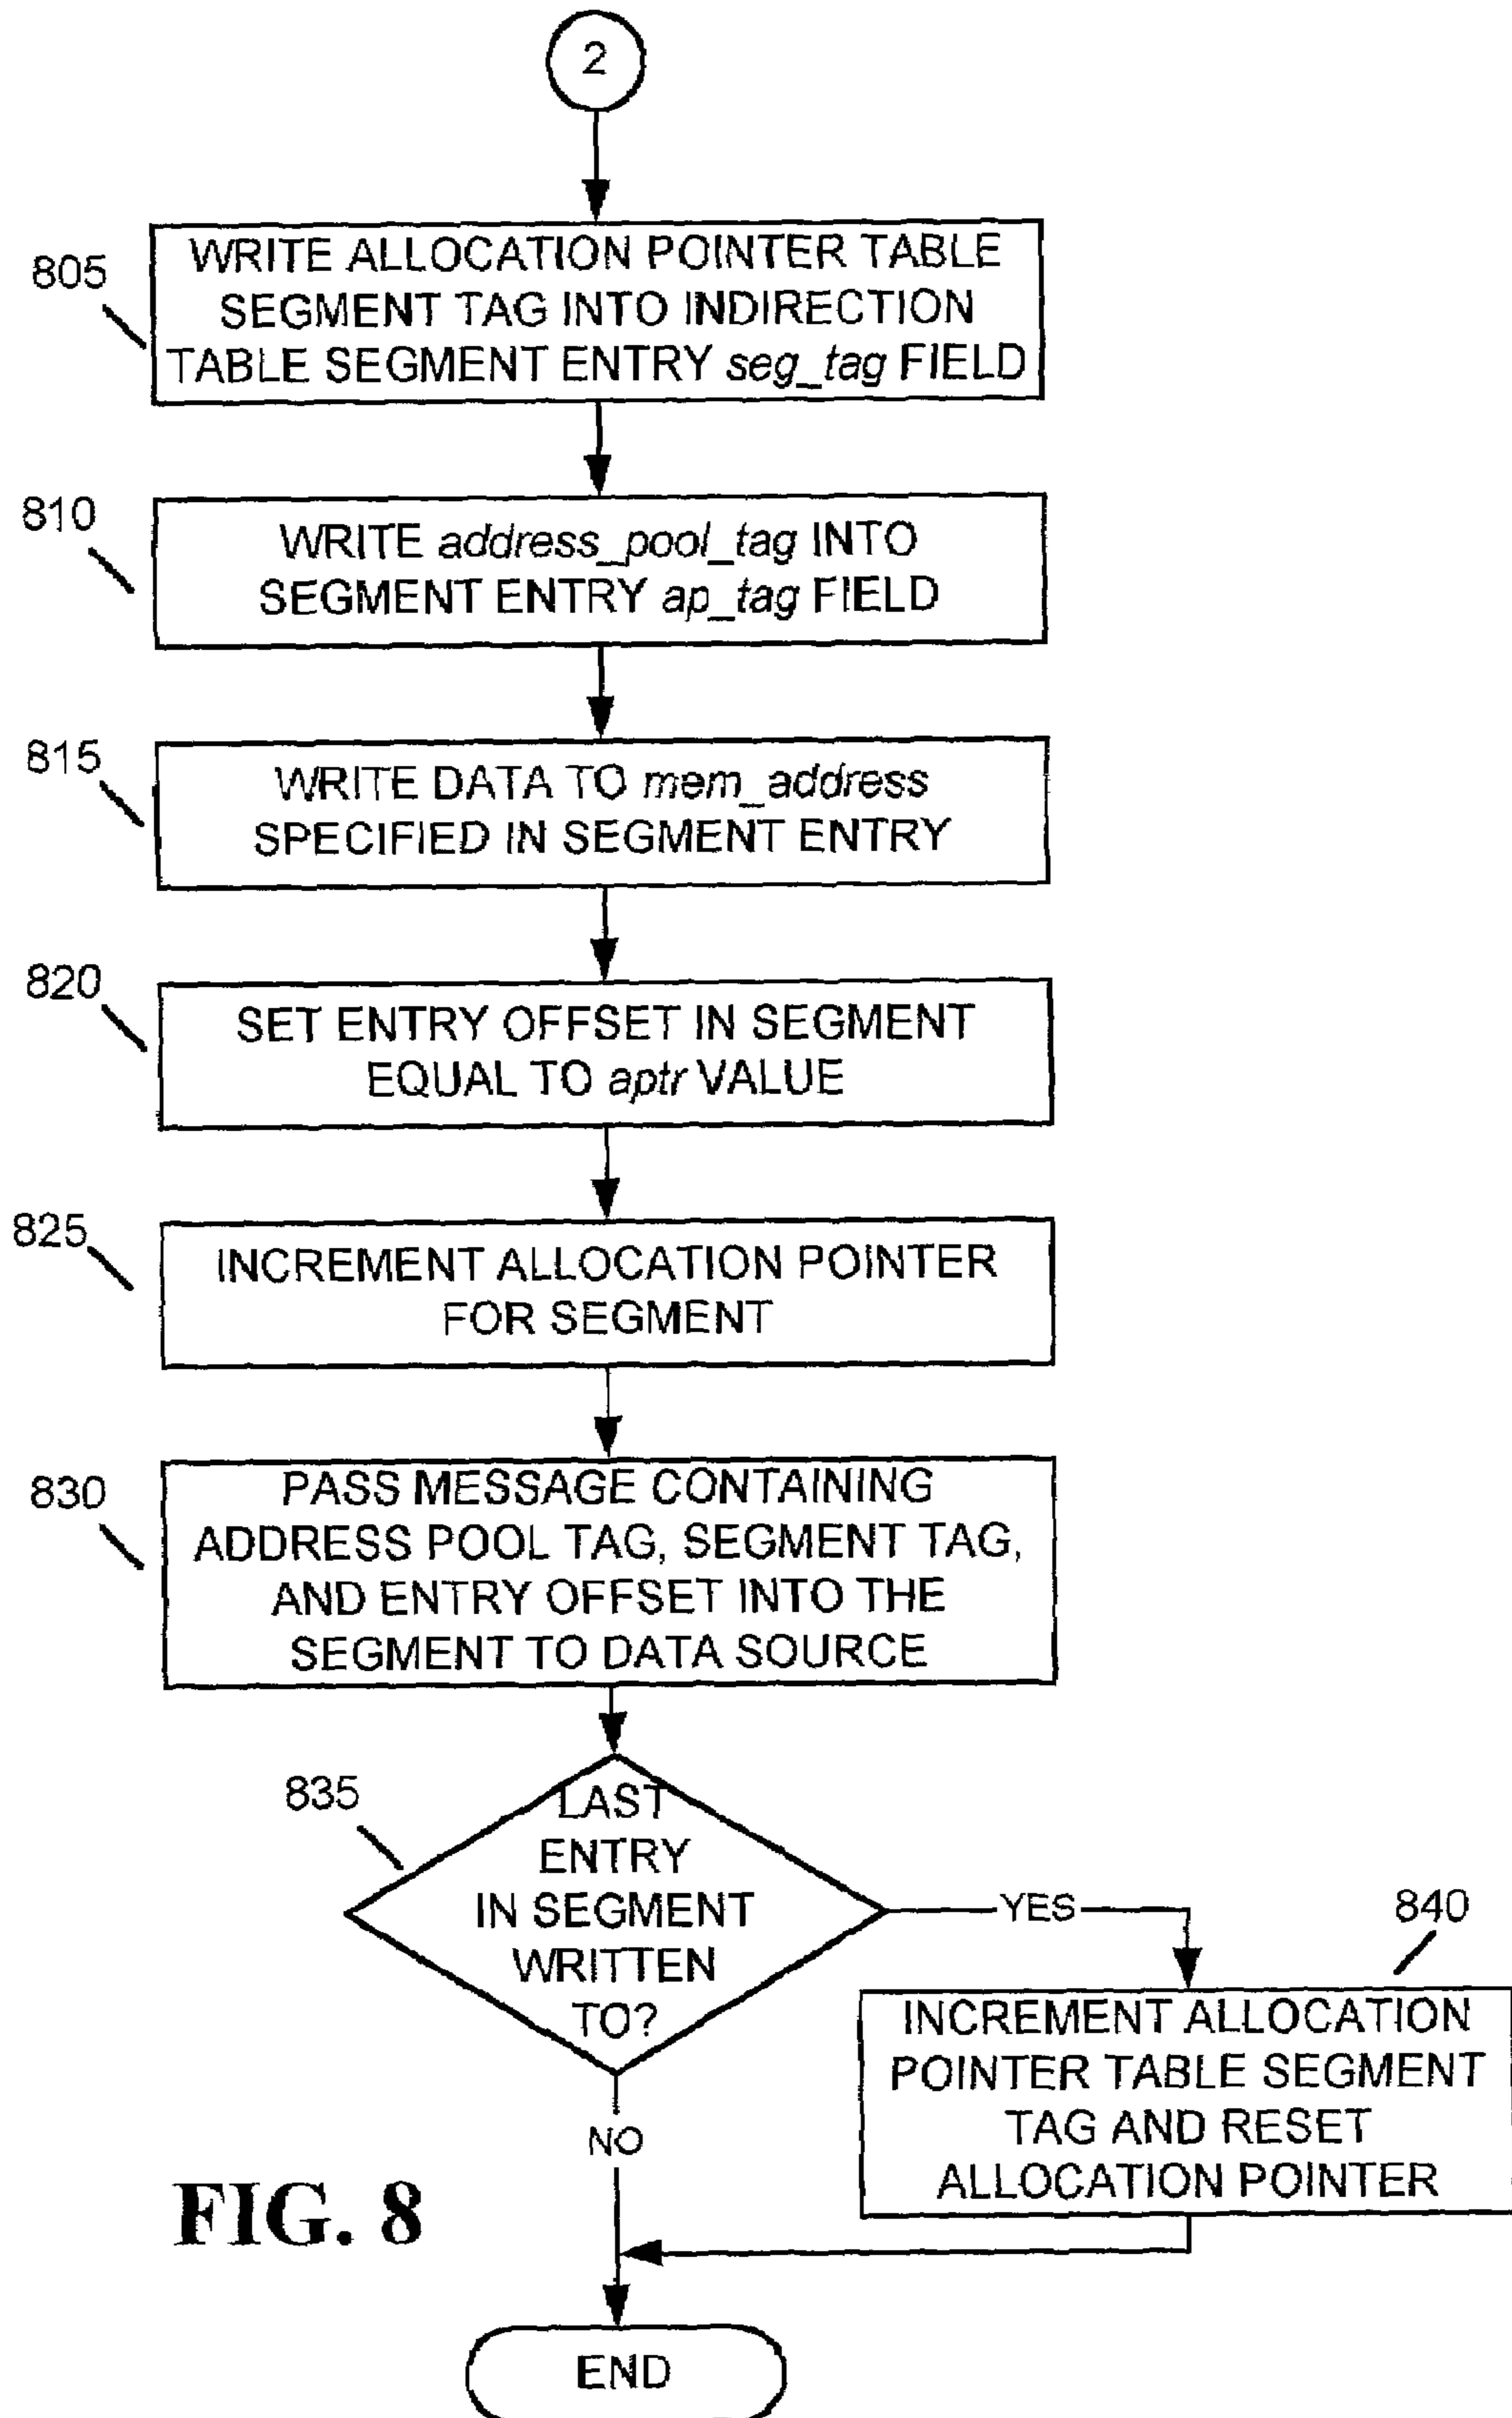 2
805
WRITE ALLOCATION POINTER TABLE
SEGMENT TAG INTO INDIRECTION
TABLE SEGMENT ENTRY seg_tag FIELD
810
WRITE address_pool_tag INTO
SEGMENT ENTRY ap_tag FIELD
815
WRITE DATA TO mem_address
SPECIFIED IN SEGMENT ENTRY
820
SET ENTRY OFFSET IN SEGMENT
EQUAL TO aptr VALUE
825
INCREMENT ALLOCATION POINTER
FOR SEGMENT
830
PASS MESSAGE CONTAINING
ADDRESS POOL TAG, SEGMENT TAG,
AND ENTRY OFFSET INTO THE
SEGMENT TO DATA SOURCE
835
LAST
ENTRY
IN SEGMENT
WRITTEN
TO?
YES
840
INCREMENT ALLOCATION
POINTER TABLE SEGMENT
TAG AND RESET
ALLOCATION POINTER
NO
FIG. 8
END